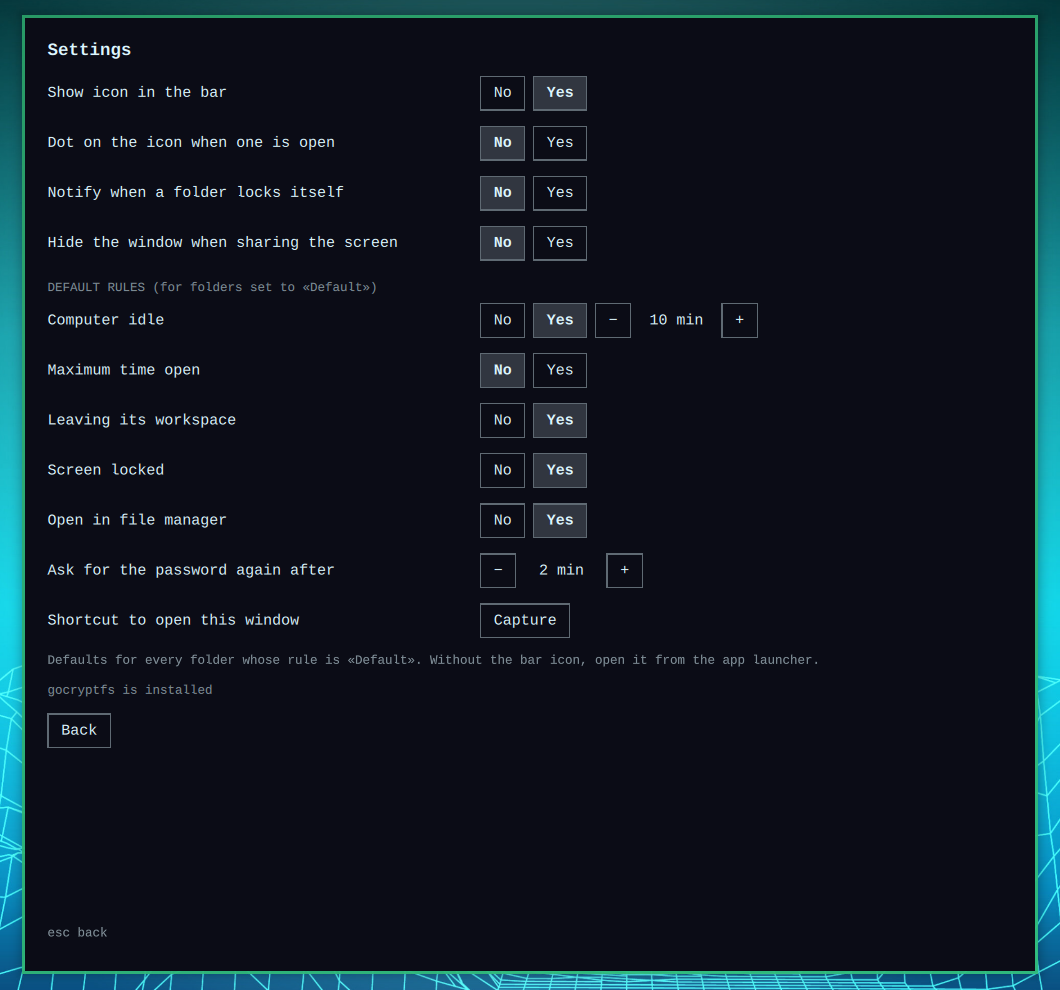 Settings
Show icon in the bar No Yes
Dot on the icon when one is open No Yes
Notify when a folder locks itself No Yes
Hide the window when sharing the screen No Yes
DEFAULT RULES (for folders set to «Default»)
Computer idle No Yes − 10 min +
Maximum time open No Yes
Leaving its workspace No Yes
Screen locked No Yes
Open in file manager No Yes
Ask for the password again after − 2 min +
Shortcut to open this window Capture
Defaults for every folder whose rule is «Default». Without the bar icon, open it from the app launcher.
gocryptfs is installed
Back
esc back